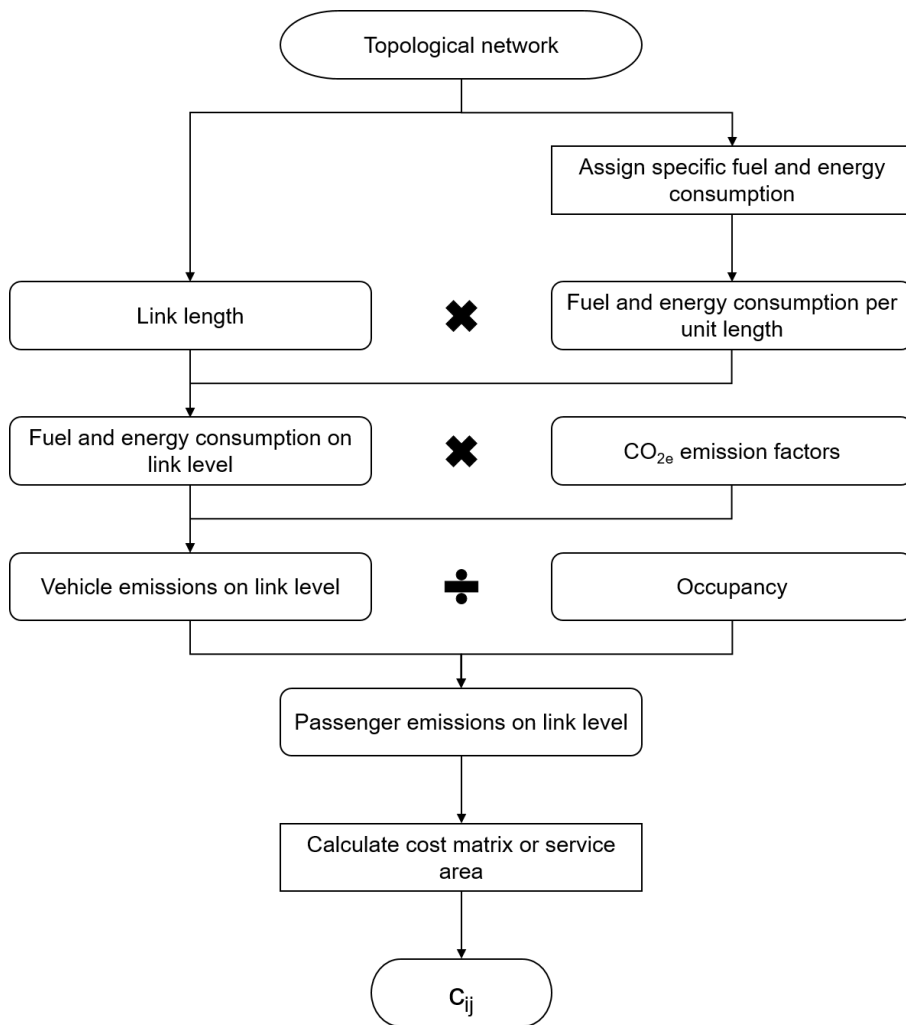 Topological network
Assign specific fuel and energy
consumption
Link length
✖
Fuel and energy consumption per
unit length
Fuel and energy consumption on
link level
✖
CO₂ₑ emission factors
Vehicle emissions on link level
÷
Occupancy
Passenger emissions on link level
Calculate cost matrix or service
area
cᵢⱼ